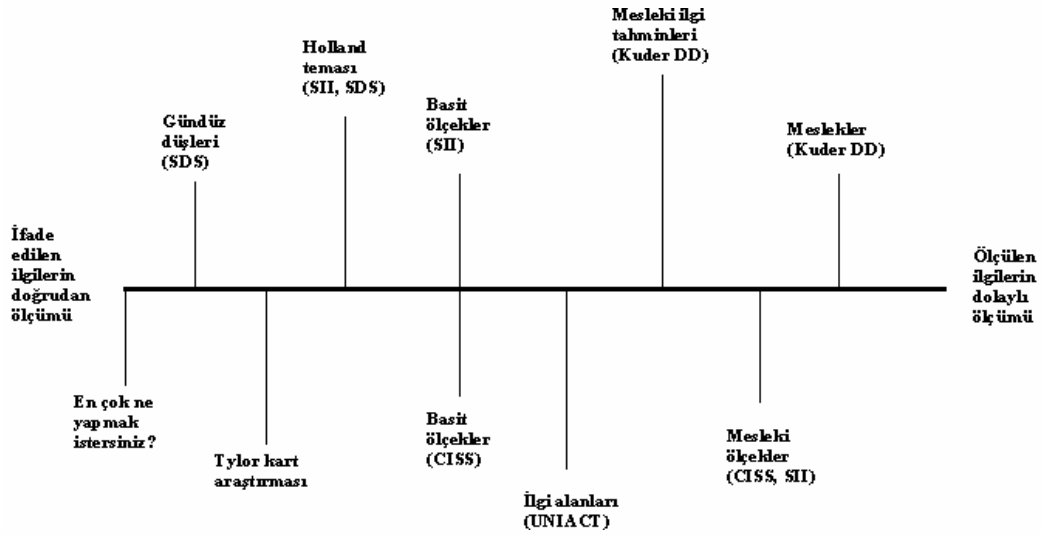 Mesleki ilgi
tahminleri
(Kuder DD)
Holland
teması
(SII, SDS)
Basit
ölçekler
(SII)
Gündüz
düşleri
(SDS)
Meslekler
(Kuder DD)
İfade
edilen
ilgilerin
doğrudan
ölçümü
Ölçülen
ilgilerin
dolaylı
ölçümü
En çok ne
yapmak
istersiniz?
Tylor kart
araştırması
Basit
ölçekler
(CISS)
İlgi alanları
(UNIACT)
Mesleki
ölçekler
(CISS, SII)